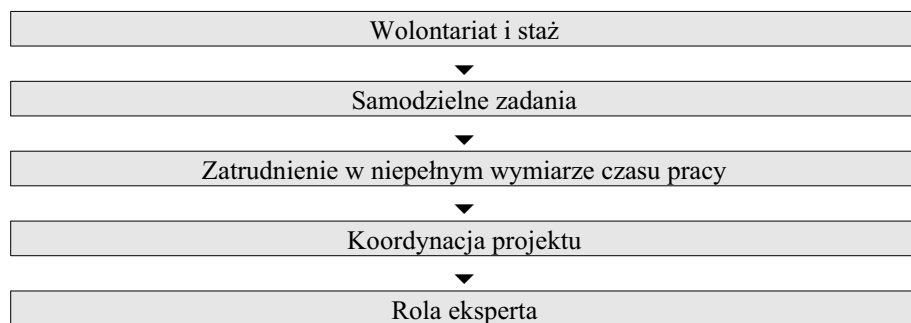 Wolontariat i staż
Samodzielne zadania
Zatrudnienie w niepełnym wymiarze czasu pracy
Koordynacja projektu
Rola eksperta